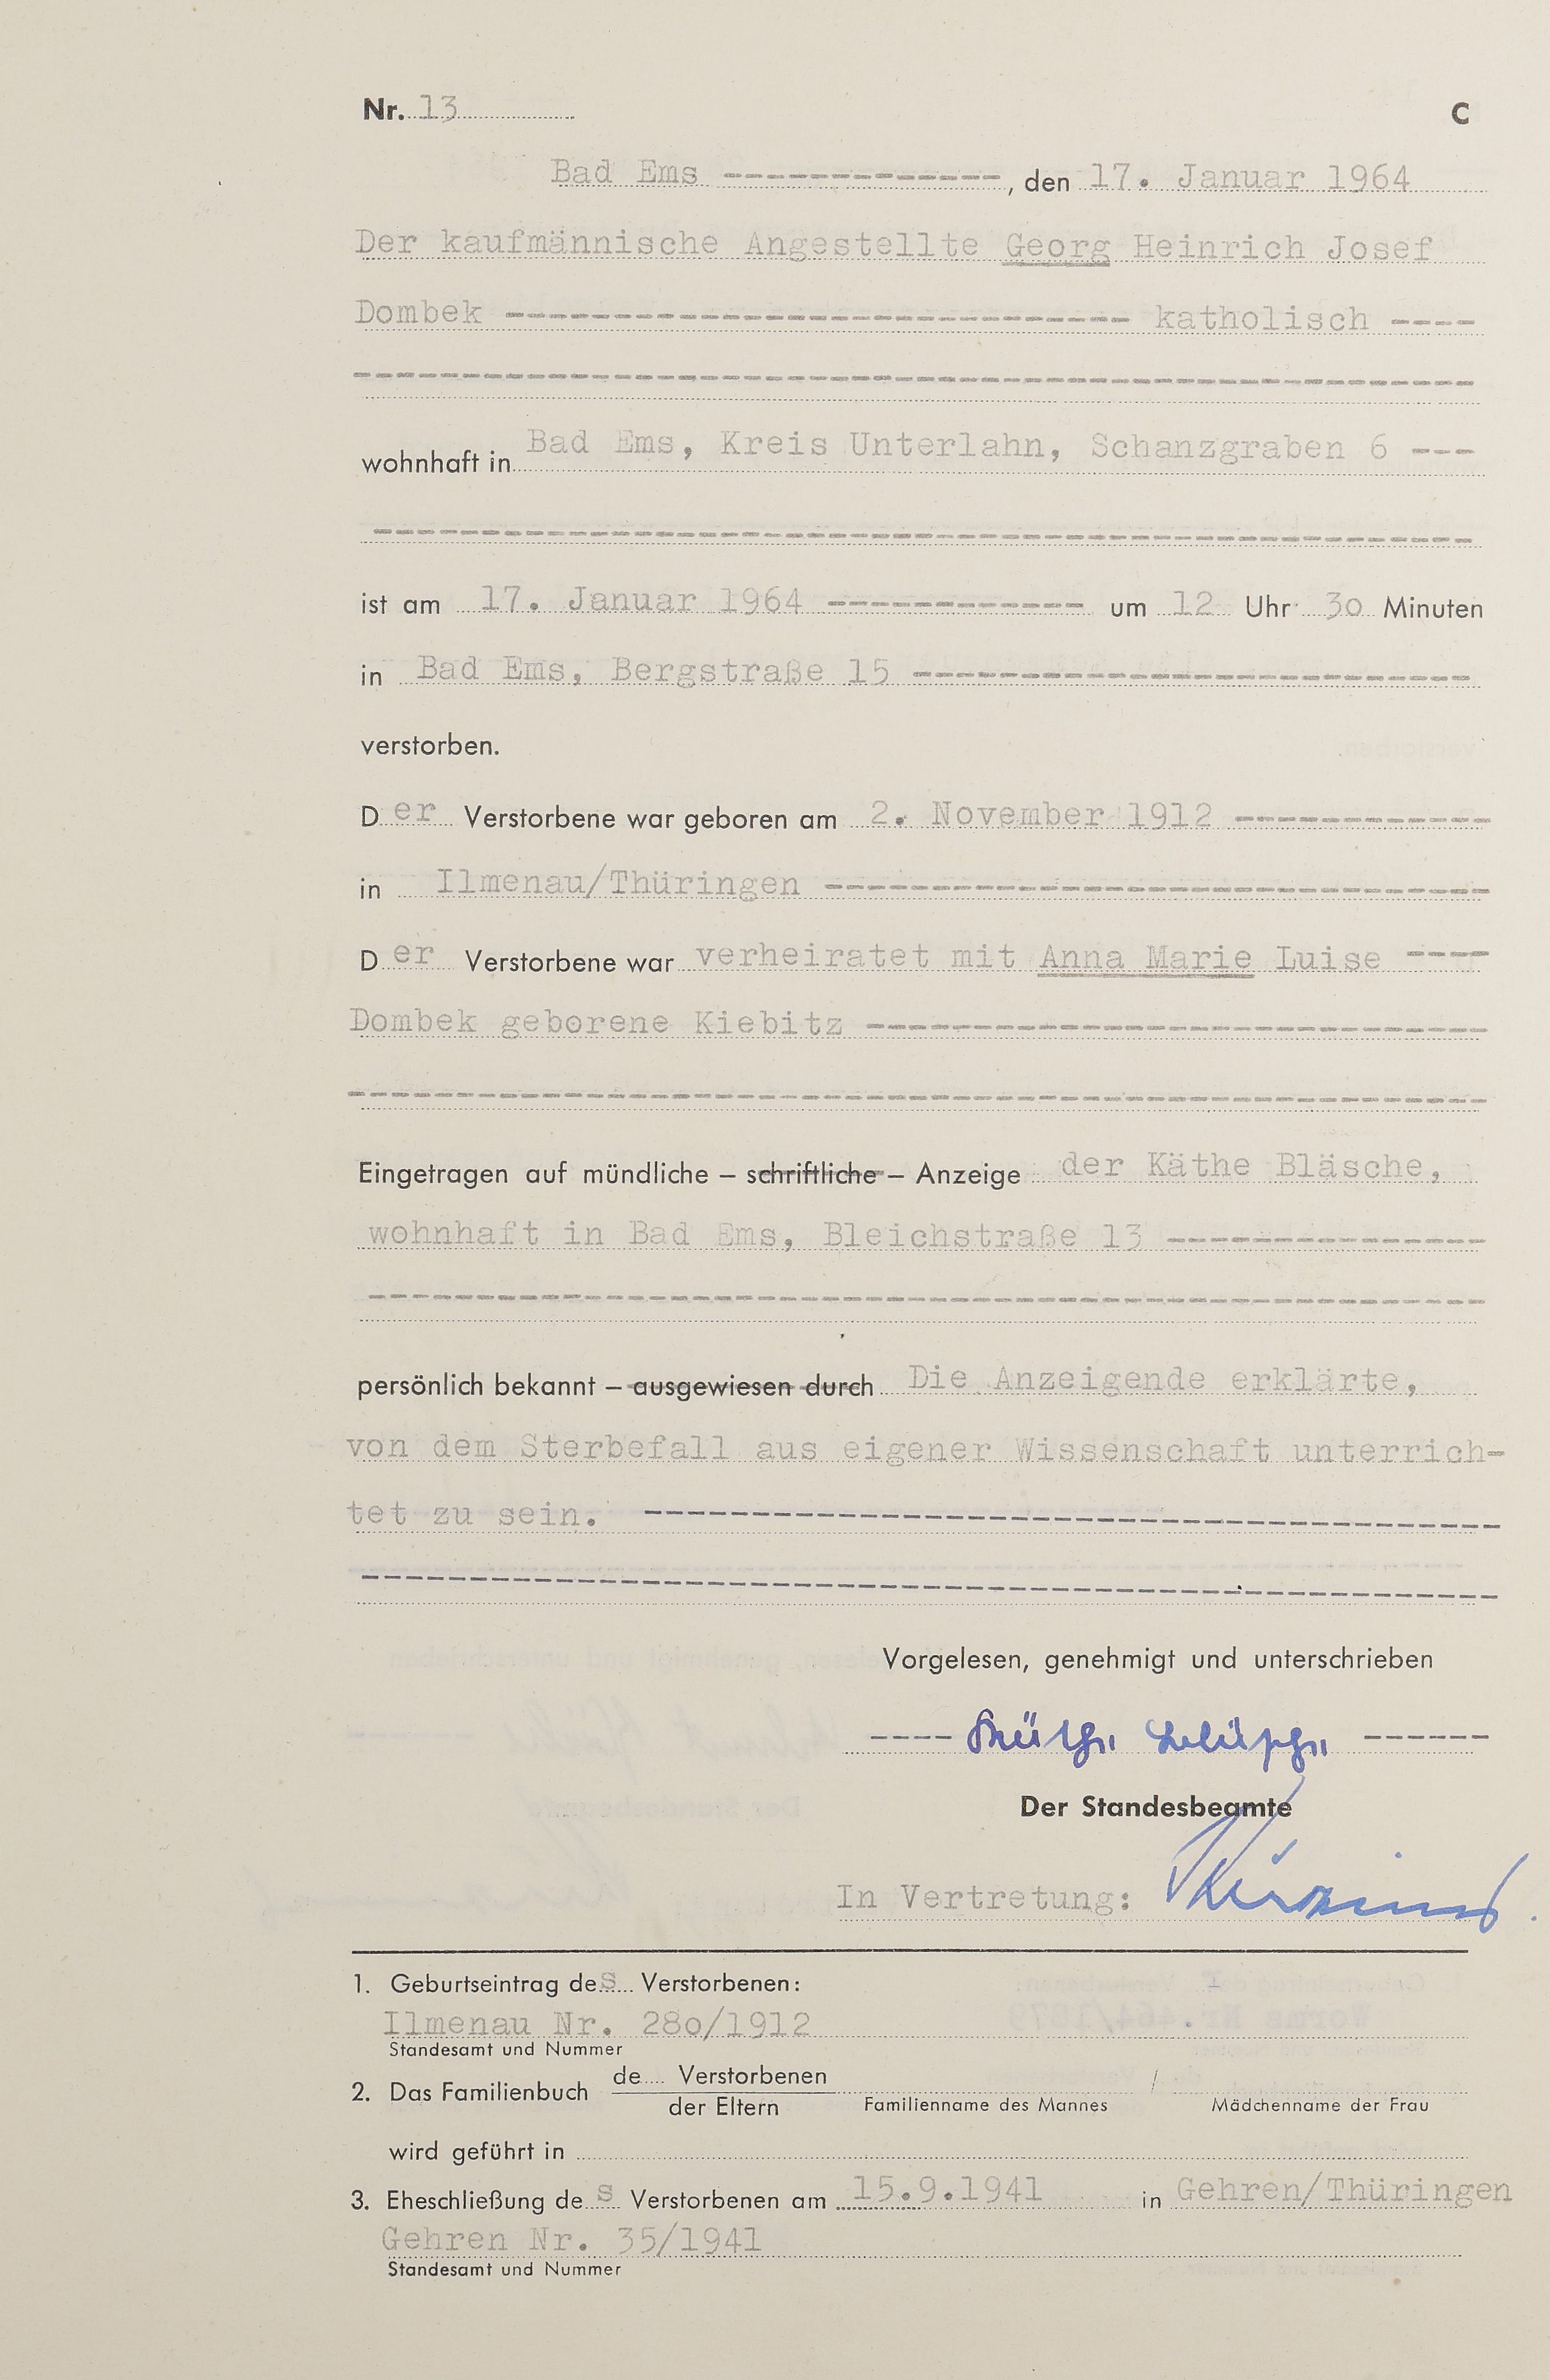 Nr. 13 C
Bad Ems ----------, den 17. Januar 1964
Der kaufmännische Angestellte Georg Heinrich Josef
Dombek ---------- katholisch ----
wohnhaft in Bad Ems, Kreis Unterlahn, Schanzgraben 6 ---
ist am 17. Januar 1964 ---------- um 12 Uhr 3o Minuten
in Bad Ems, Bergstraße 15 ----------
verstorben.
Der Verstorbene war geboren am 2. November 1912 ----------
in Ilmenau/Thüringen ----------
Der Verstorbene war verheiratet mit Anna Marie Luise ----
Dombek geborene Kiebitz ----------
Eingetragen auf mündliche – schriftliche – Anzeige der Käthe Bläsche,
wohnhaft in Bad Ems, Bleichstraße 13 ----------
persönlich bekannt – ausgewiesen durch Die Anzeigende erklärte,
von dem Sterbefall aus eigener Wissenschaft unterrich-
tet zu sein. ----------
Vorgelesen, genehmigt und unterschrieben
---- Käthe Bläsche ------
Der Standesbeamte
In Vertretung:
1. Geburtseintrag des Verstorbenen:
Ilmenau Nr. 28o/1912
Standesamt und Nummer
2. Das Familienbuch de.... Verstorbenen / der Eltern
Familienname des Mannes Mädchenname der Frau
wird geführt in
3. Eheschließung des Verstorbenen am 15.9.1941 in Gehren/Thüringen
Gehren Nr. 35/1941
Standesamt und Nummer